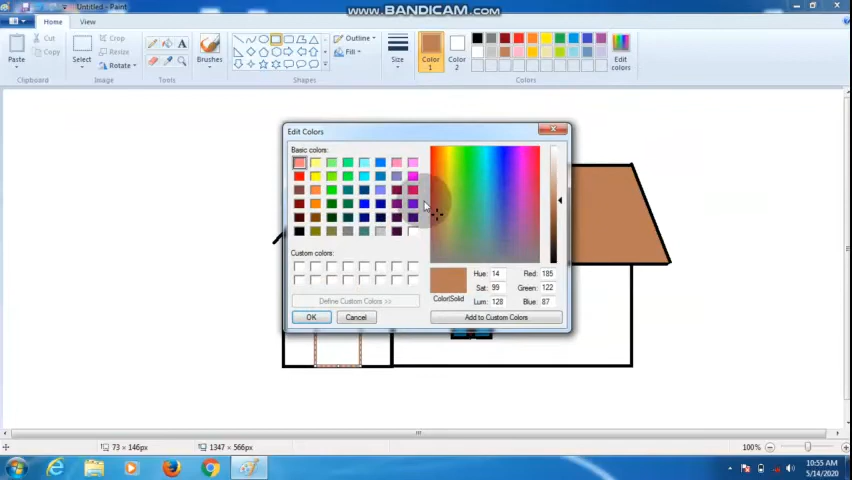 Untitled - Paint
www.BANDICAM.com
Home
View
Paste
Cut
Copy
Clipboard
Select
Crop
Resize
Rotate
Image
Tools
Brushes
Shapes
Outline
Fill
Size
Color 1
Color 2
Edit colors
Colors
Edit Colors
Basic colors:
Custom colors:
Define Custom Colors >>
OK
Cancel
Color|Solid
Hue: 14
Sat: 99
Lum: 128
Red: 185
Green: 122
Blue: 87
Add to Custom Colors
73 × 146px
1347 × 566px
100%
10:55 AM
5/14/2020